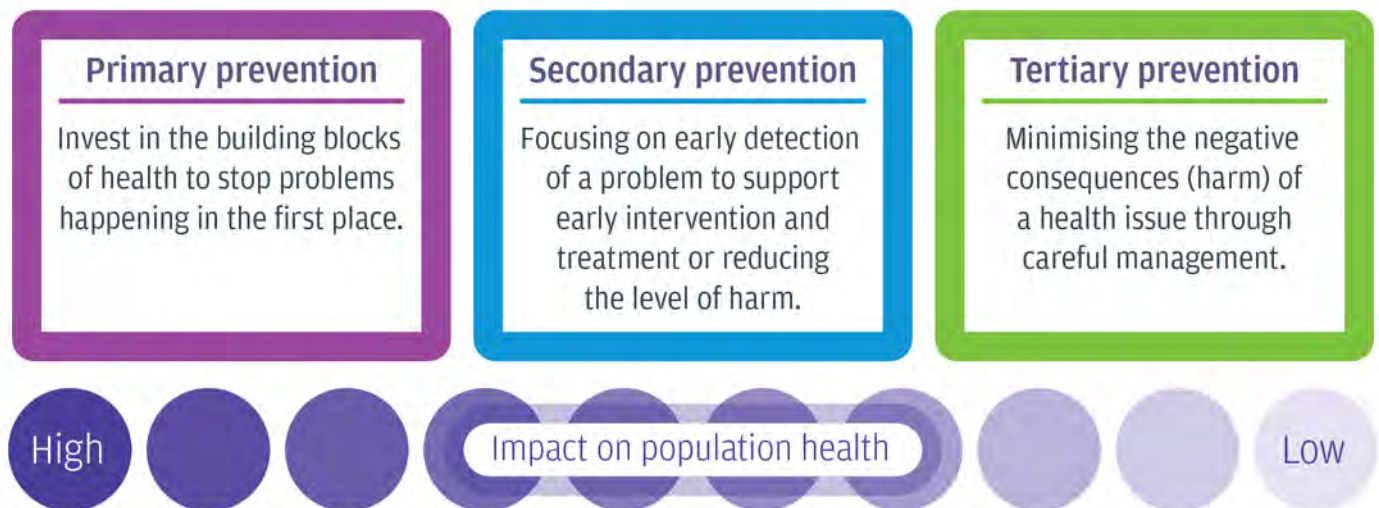 Primary prevention
Invest in the building blocks
of health to stop problems
happening in the first place.
Secondary prevention
Focusing on early detection
of a problem to support
early intervention and
treatment or reducing
the level of harm.
Tertiary prevention
Minimising the negative
consequences (harm) of
a health issue through
careful management.
High
Impact on population health
Low